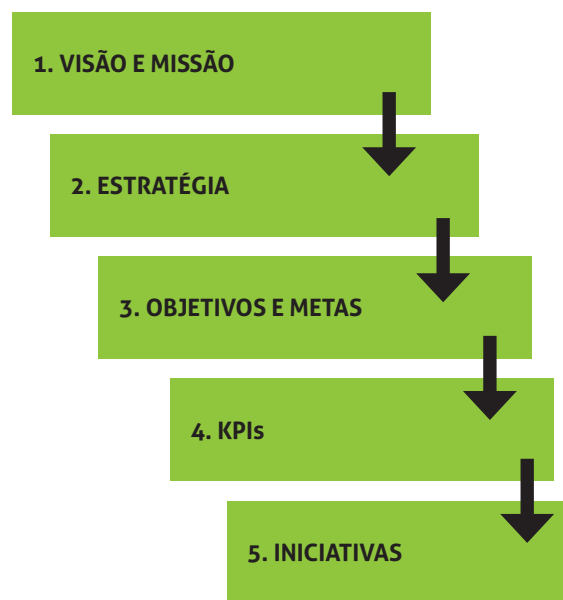 1. VISÃO E MISSÃO
2. ESTRATÉGIA
3. OBJETIVOS E METAS
4. KPIs
5. INICIATIVAS